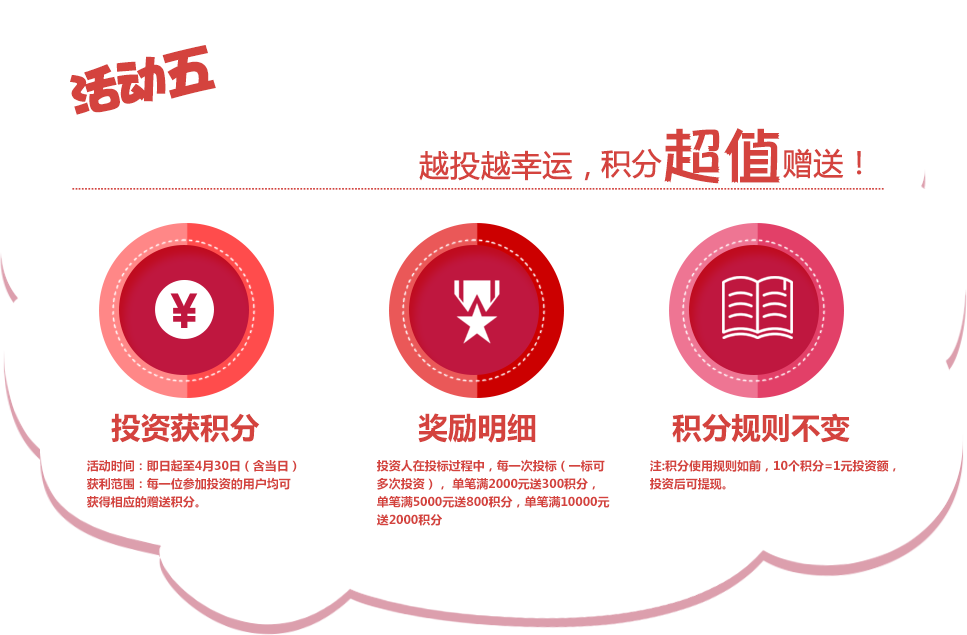 活动五
越投越幸运，积分超值赠送！
¥
投资获积分
活动时间：即日起至4月30日（含当日）
获利范围：每一位参加投资的用户均可
获得相应的赠送积分。
奖励明细
投资人在投标过程中，每一次投标（一标可
多次投资），单笔满2000元送300积分，
单笔满5000元送800积分，单笔满10000元
送2000积分
积分规则不变
注:积分使用规则如前，10个积分=1元投资额，
投资后可提现。